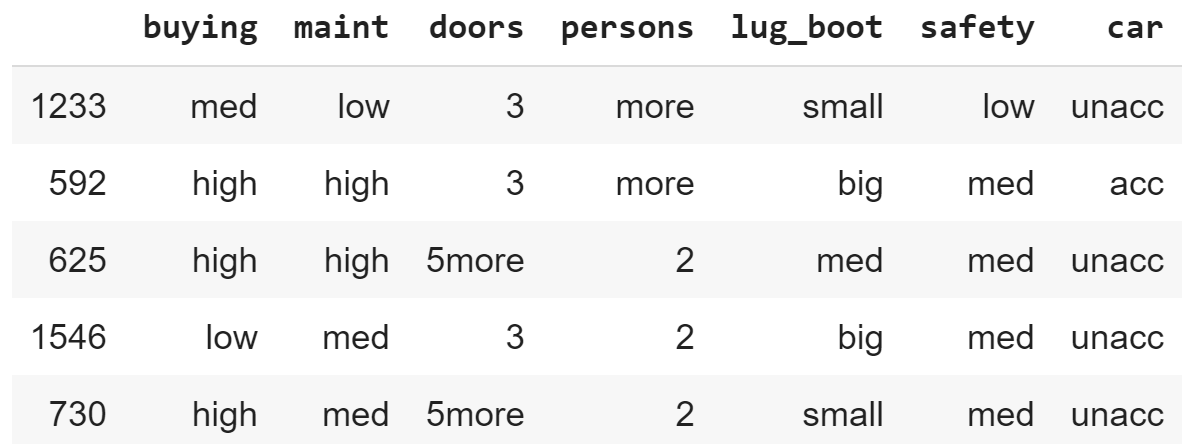 buying maint doors persons lug_boot safety car
1233 med low 3 more small low unacc
592 high high 3 more big med acc
625 high high 5more 2 med med unacc
1546 low med 3 2 big med unacc
730 high med 5more 2 small med unacc